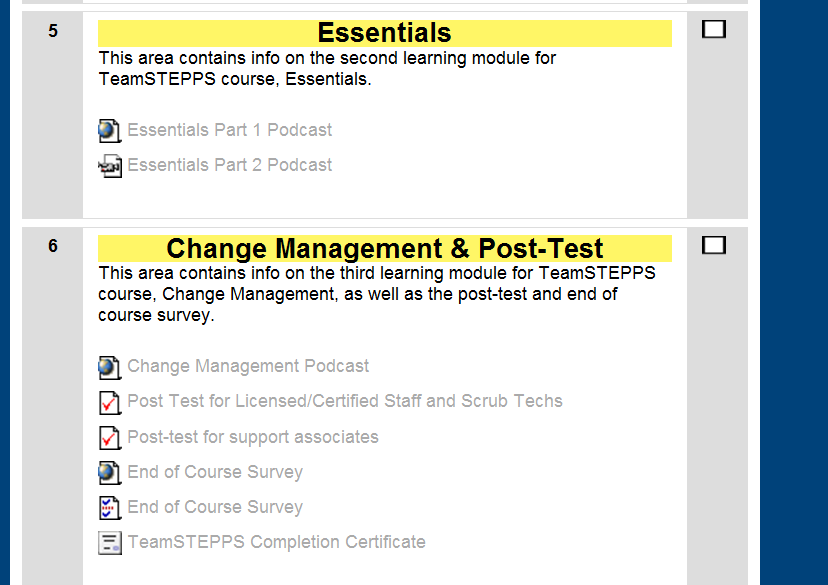 5
Essentials
This area contains info on the second learning module for
TeamSTEPPS course, Essentials.
Essentials Part 1 Podcast
Essentials Part 2 Podcast
6
Change Management & Post-Test
This area contains info on the third learning module for TeamSTEPPS
course, Change Management, as well as the post-test and end of
course survey.
Change Management Podcast
Post Test for Licensed/Certified Staff and Scrub Techs
Post-test for support associates
End of Course Survey
End of Course Survey
TeamSTEPPS Completion Certificate